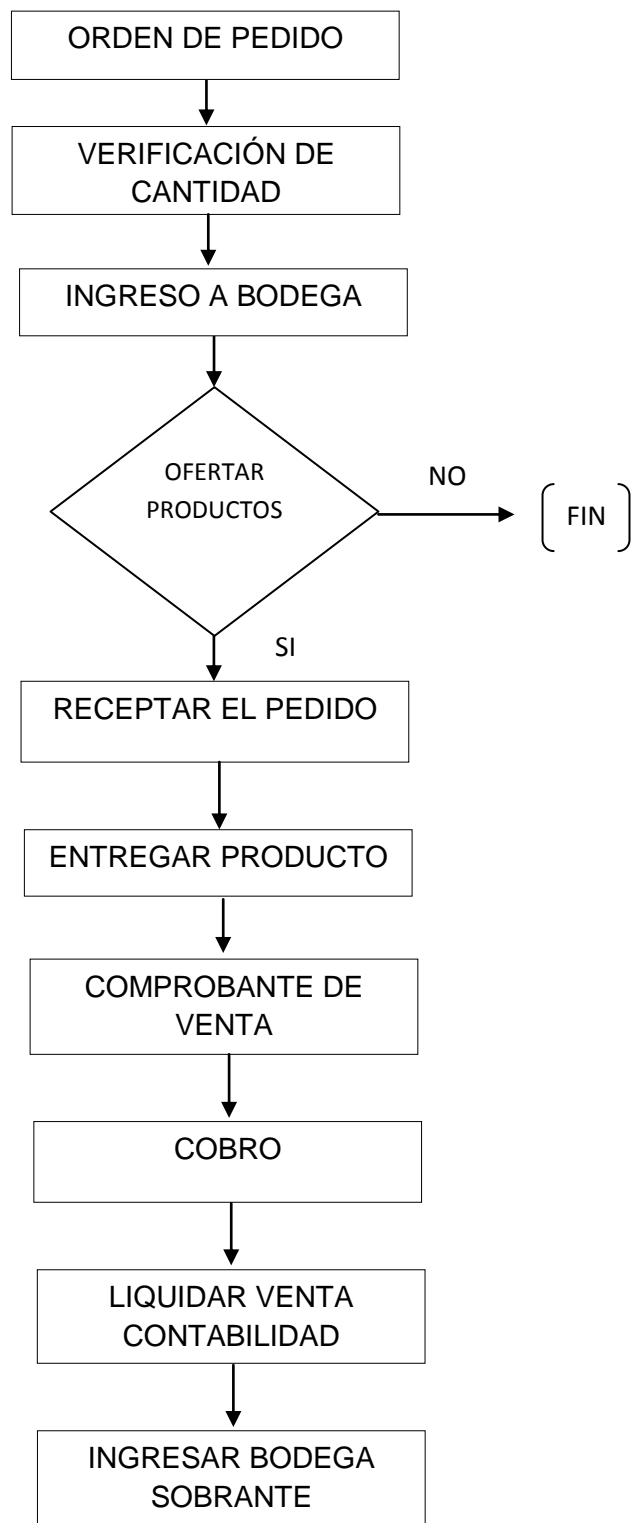 ORDEN DE PEDIDO
VERIFICACIÓN DE
CANTIDAD
INGRESO A BODEGA
OFERTAR
PRODUCTOS
NO
FIN
SI
RECEPTAR EL PEDIDO
ENTREGAR PRODUCTO
COMPROBANTE DE
VENTA
COBRO
LIQUIDAR VENTA
CONTABILIDAD
INGRESAR BODEGA
SOBRANTE